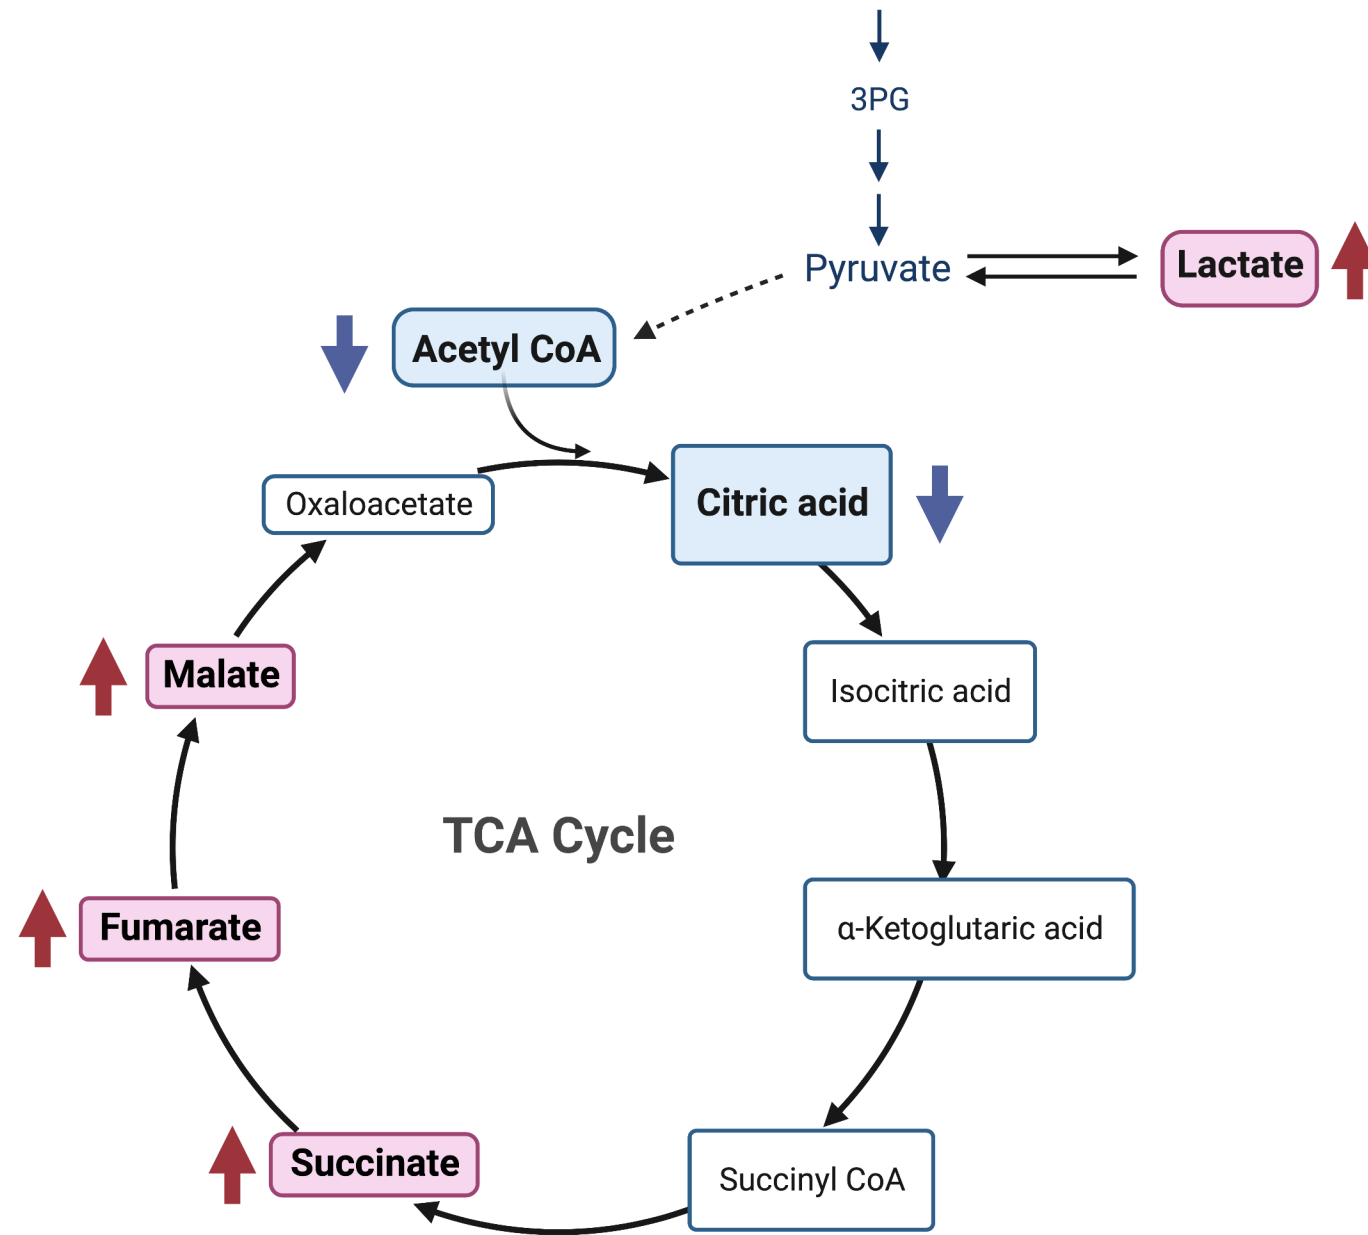 3PG
Pyruvate
Lactate
Acetyl CoA
Oxaloacetate
Citric acid
Malate
Isocitric acid
TCA Cycle
Fumarate
α-Ketoglutaric acid
Succinate
Succinyl CoA